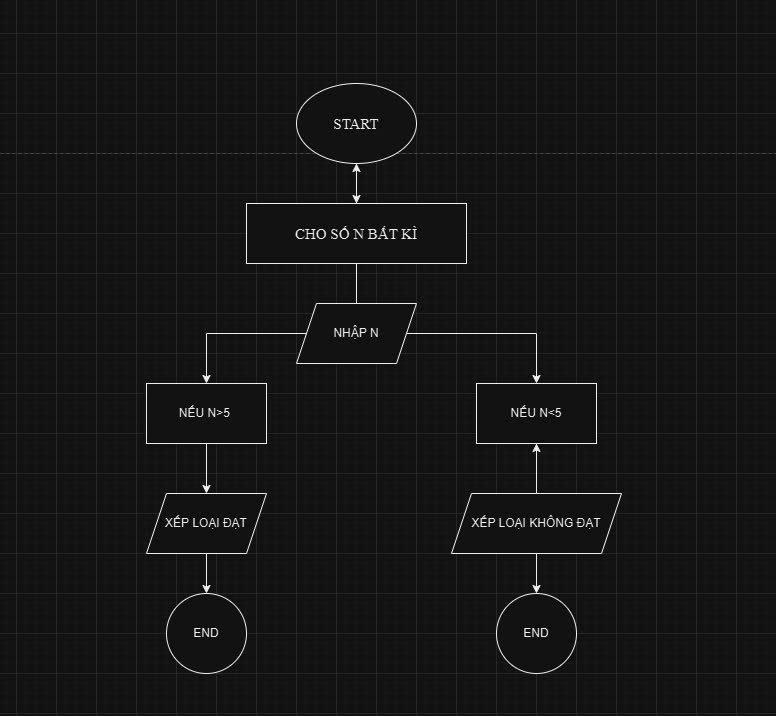 START
CHO SỐ N BẤT KÌ
NHẬP N
NẾU N>5
NẾU N<5
XẾP LOẠI ĐẠT
XẾP LOẠI KHÔNG ĐẠT
END
END